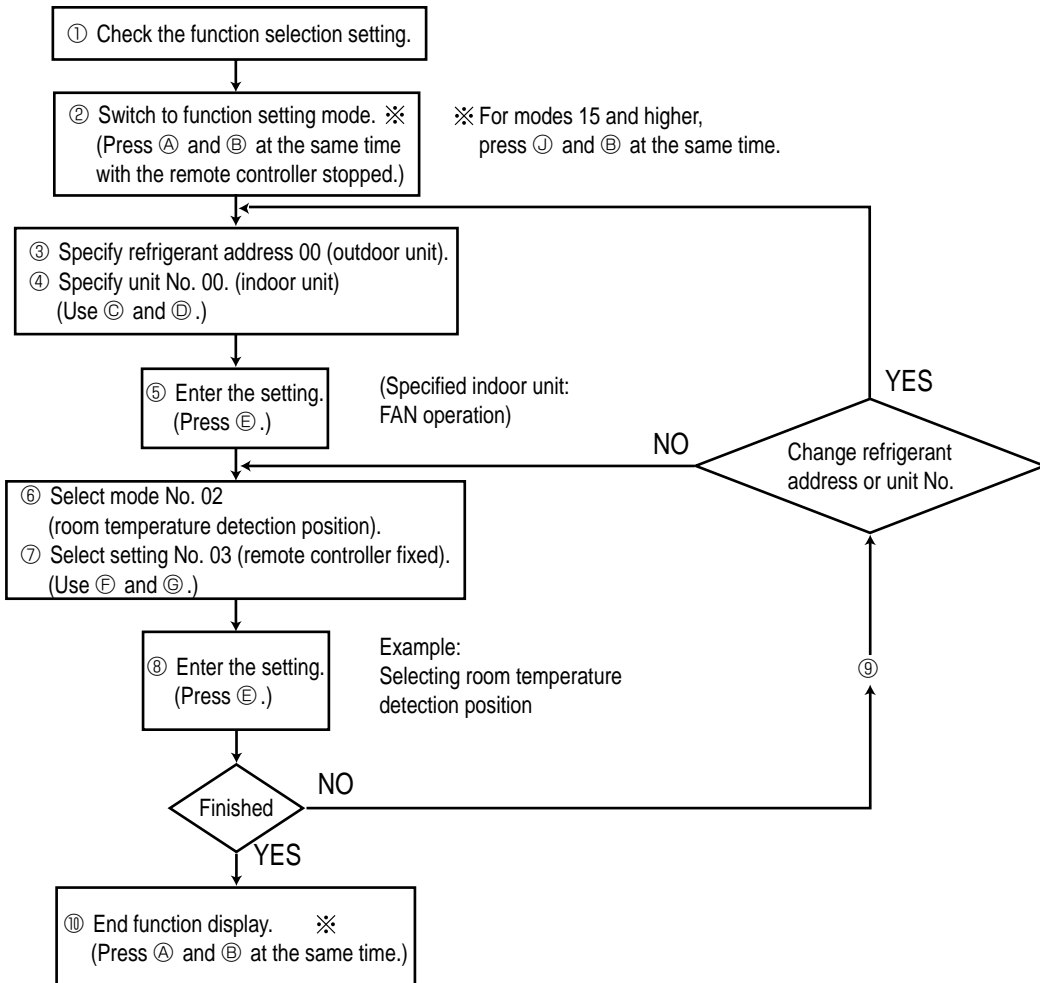 ① Check the function selection setting.
② Switch to function setting mode. ※
(Press Ⓐ and Ⓑ at the same time
with the remote controller stopped.)
※ For modes 15 and higher,
press Ⓙ and Ⓑ at the same time.
③ Specify refrigerant address 00 (outdoor unit).
④ Specify unit No. 00. (indoor unit)
(Use Ⓒ and Ⓓ.)
⑤ Enter the setting.
(Press Ⓔ.)
(Specified indoor unit:
FAN operation)
YES
NO
Change refrigerant
address or unit No.
⑥ Select mode No. 02
(room temperature detection position).
⑦ Select setting No. 03 (remote controller fixed).
(Use Ⓕ and Ⓖ.)
⑧ Enter the setting.
(Press Ⓔ.)
Example:
Selecting room temperature
detection position
⑨
Finished
NO
YES
⑩ End function display. ※
(Press Ⓐ and Ⓑ at the same time.)